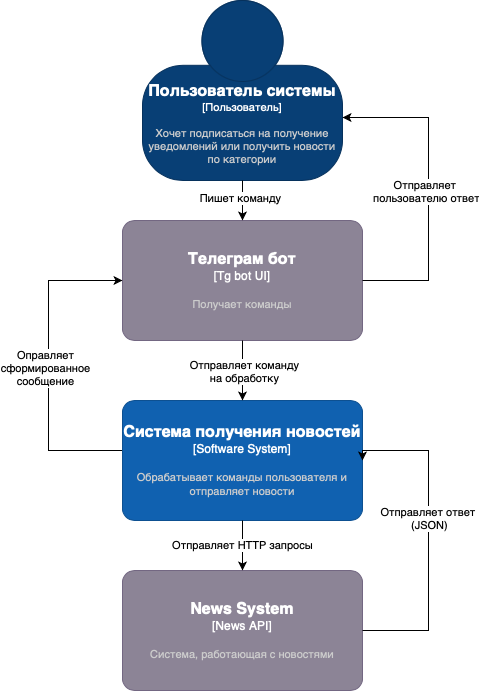 Пользователь системы
[Пользователь]
Хочет подписаться на получение
уведомлений или получить новости
по категории
Отправляет
пользователю ответ
Пишет команду
Телеграм бот
[Tg bot UI]
Получает команды
Оправляет
сформированное
сообщение
Отправляет команду
на обработку
Система получения новостей
[Software System]
Обрабатывает команды пользователя и
отправляет новости
Отправляет ответ
(JSON)
Отправляет HTTP запросы
News System
[News API]
Система, работающая с новостями